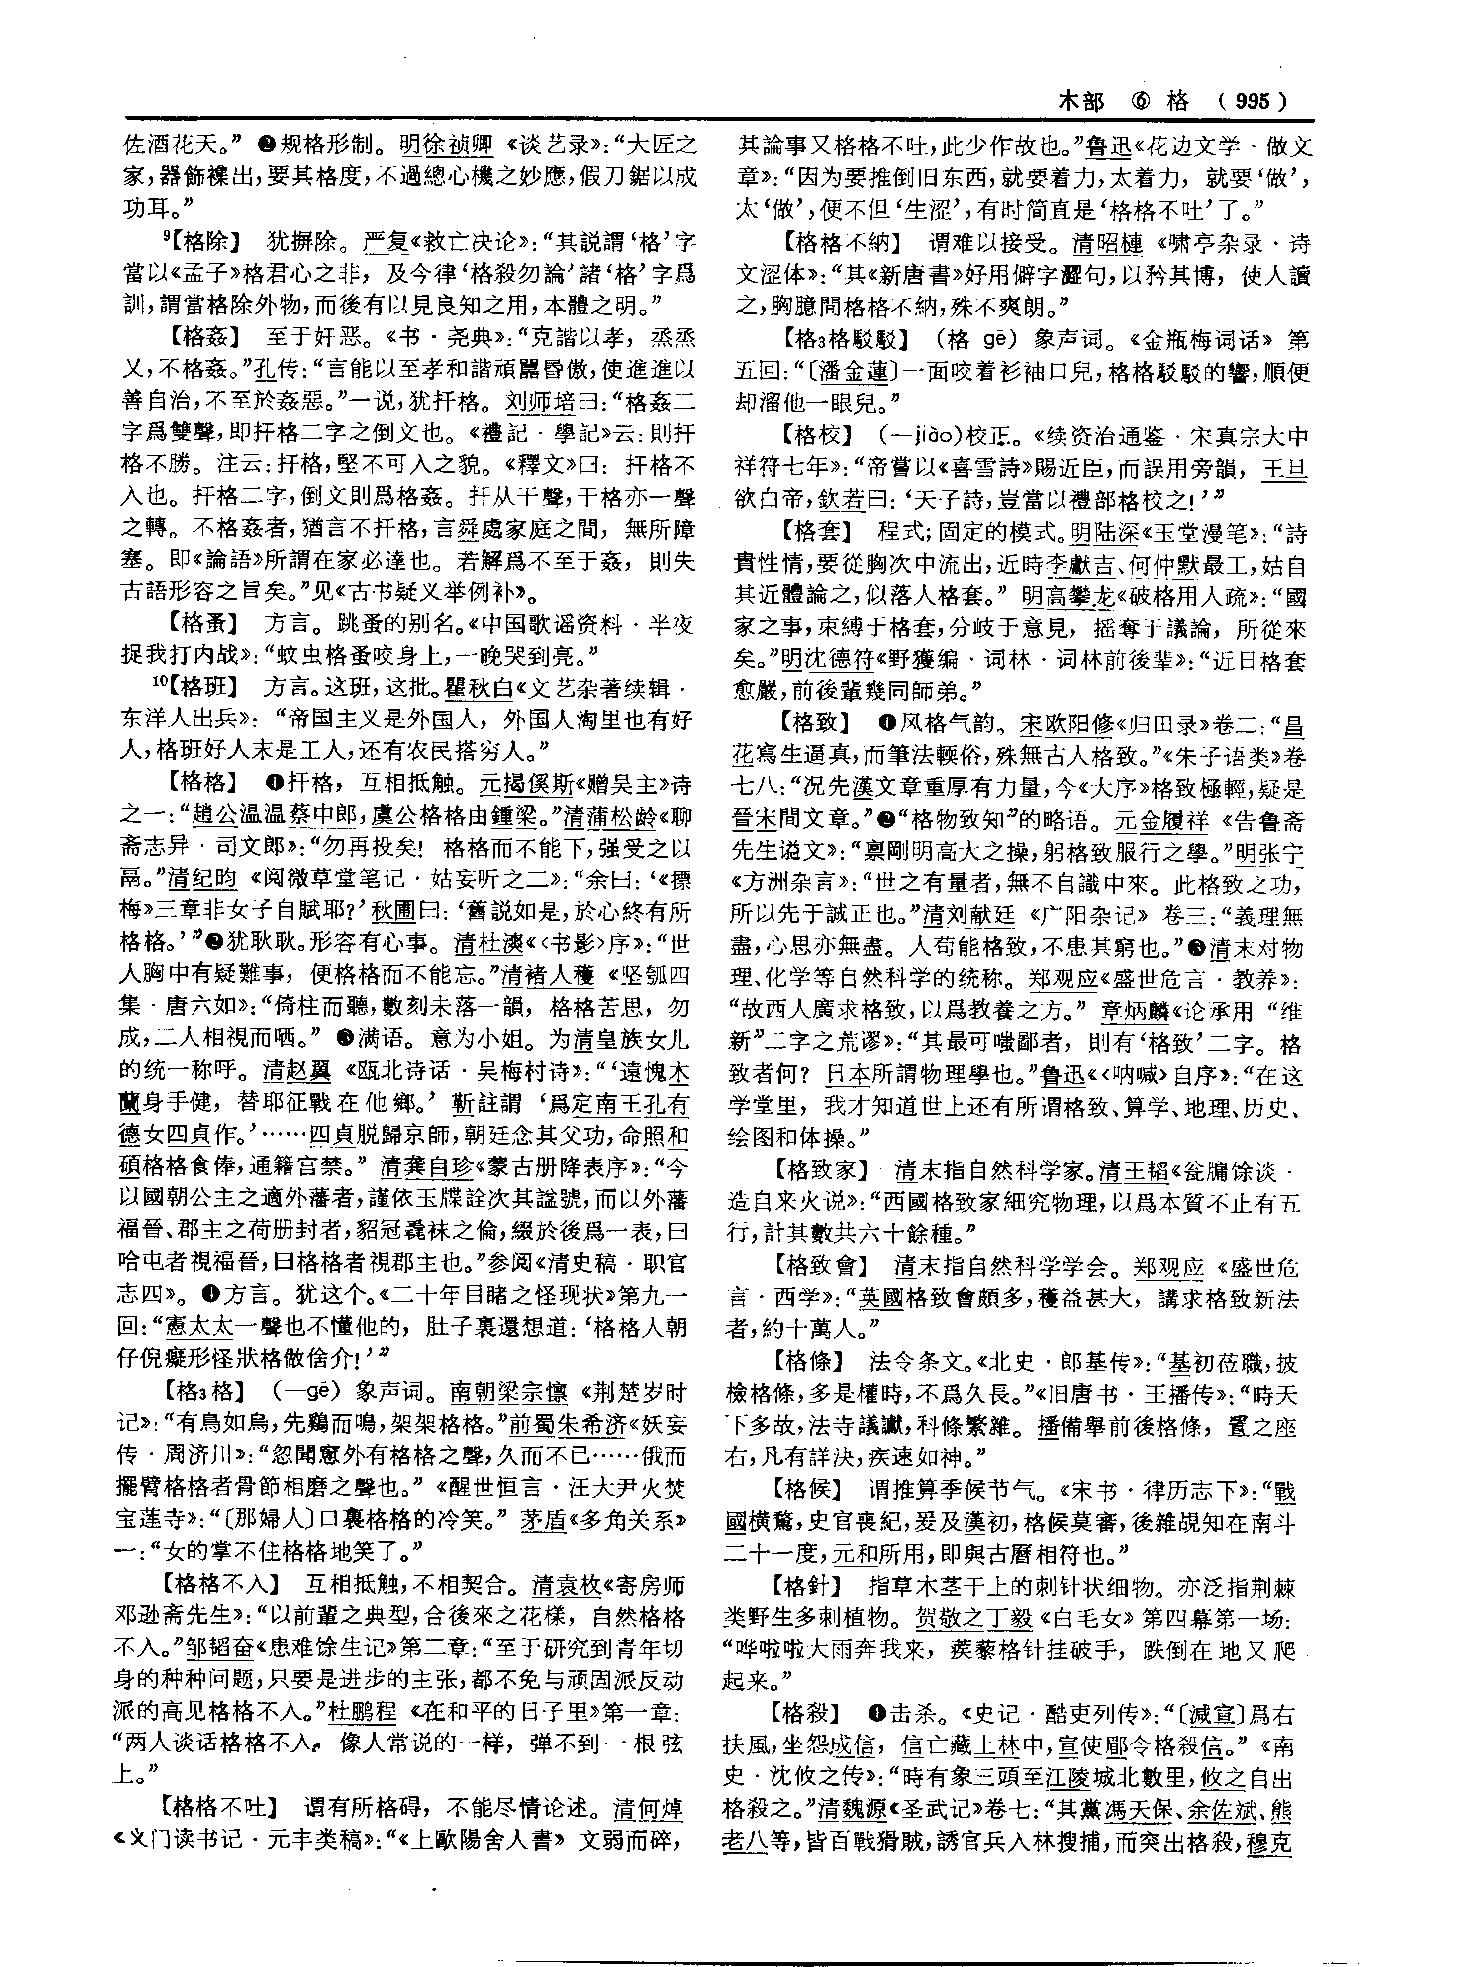 木部 ⑥ 格 (995)
佐酒花天。”❷规格形制。明徐祯卿《谈艺录》：“大匠之
家，器飾襍出，要其格度，不過總心機之妙應，假刀鋸以成
功耳。”
⁹【格除】 犹摒除。严复《救亡决论》：“其説謂‘格’字
當以《孟子》格君心之非，及今律‘格殺勿論’諸‘格’字爲
訓，謂當格除外物，而後有以見良知之用，本體之明。”
【格姦】 至于奸恶。《书·尧典》：“克諧以孝，烝烝
乂，不格姦。”孔传：“言能以至孝和諧頑嚚昏傲，使進進以
善自治，不至於姦惡。”一说，犹扞格。刘师培曰：“格姦二
字爲雙聲，即扞格二字之倒文也。《禮記·學記》云：則扞
格不勝。注云：扞格，堅不可入之貌。《釋文》曰：扞格不
入也。扞格二字，倒文則爲格姦。扞从干聲，干格亦一聲
之轉。不格姦者，猶言不扞格，言舜處家庭之間，無所障
塞。即《論語》所謂在家必達也。若解爲不至于姦，則失
古語形容之旨矣。”见《古书疑义举例补》。
【格蚤】 方言。跳蚤的别名。《中国歌谣资料·半夜
捉我打内战》：“蚊虫格蚤咬身上，一晚哭到亮。”
¹⁰【格班】 方言。这班，这批。瞿秋白《文艺杂著续辑·
东洋人出兵》：“帝国主义是外国人，外国人淘里也有好
人，格班好人末是工人，还有农民搭穷人。”
【格格】 ❶扞格，互相抵触。元揭傒斯《赠吴主》诗
之一：“趙公温温蔡中郎，虞公格格由鍾梁。”清蒲松龄《聊
斋志异·司文郎》：“勿再投矣！格格而不能下，强受之以
鬲。”清纪昀《阅微草堂笔记·姑妄听之二》：“余曰：‘《摽
梅》三章非女子自賦耶？’秋圃曰：‘舊説如是，於心終有所
格格。’”❷犹耿耿。形容有心事。清杜濙《〈书影〉序》：“世
人胸中有疑難事，便格格而不能忘。”清褚人穫《坚瓠四
集·唐六如》：“倚柱而聽，數刻未落一韻，格格苦思，勿
成，二人相視而哂。”❸满语。意为小姐。为清皇族女儿
的统一称呼。清赵翼《瓯北诗话·吴梅村诗》：“‘遠愧木
蘭身手健，替耶征戰在他鄉。’靳註謂‘爲定南王孔有
德女四貞作。’……四貞脱歸京師，朝廷念其父功，命照和
碩格格食俸，通籍宫禁。”清龚自珍《蒙古册降表序》：“今
以國朝公主之適外藩者，謹依玉牒詮次其謚號，而以外藩
福晉、郡主之荷册封者，貂冠毳袜之倫，綴於後爲一表，曰
哈屯者視福晉，曰格格者視郡主也。”参阅《清史稿·职官
志四》。❹方言。犹这个。《二十年目睹之怪现状》第九一
回：“憲太太一聲也不懂他的，肚子裏還想道：‘格格人朝
仔倪癡形怪狀格做俻介！’”
【格₃格】 （—gē）象声词。南朝梁宗懔《荆楚岁时
记》：“有鳥如烏，先鷄而鳴，架架格格。”前蜀朱希济《妖妄
传·周济川》：“忽聞窻外有格格之聲，久而不已……俄而
擺臂格格者骨節相磨之聲也。”《醒世恒言·汪大尹火焚
宝莲寺》：“〔那婦人〕口裏格格的冷笑。”茅盾《多角关系》
一：“女的掌不住格格地笑了。”
【格格不入】 互相抵触，不相契合。清袁枚《寄房师
邓逊斋先生》：“以前輩之典型，合後來之花樣，自然格格
不入。”邹韬奋《患难馀生记》第二章：“至于研究到青年切
身的种种问题，只要是进步的主张，都不免与顽固派反动
派的高见格格不入。”杜鹏程《在和平的日子里》第一章：
“两人谈话格格不入，像人常说的一样，弹不到一根弦
上。”
【格格不吐】 谓有所格碍，不能尽情论述。清何焯
《义门读书记·元丰类稿》：“《上歐陽舍人書》文弱而碎，
其論事又格格不吐，此少作故也。”鲁迅《花边文学·做文
章》：“因为要推倒旧东西，就要着力，太着力，就要‘做’，
太‘做’，便不但‘生涩’，有时简直是‘格格不吐’了。”
【格格不纳】 谓难以接受。清昭槤《啸亭杂录·诗
文涩体》：“其《新唐書》好用僻字澀句，以矜其博，使人讀
之，胸臆間格格不納，殊不爽朗。”
【格₃格駁駁】 （格 gē）象声词。《金瓶梅词话》第
五回：“〔潘金蓮〕一面咬着衫袖口兒，格格駁駁的響，順便
却溜他一眼兒。”
【格校】 （—jiào）校正。《续资治通鉴·宋真宗大中
祥符七年》：“帝嘗以《喜雪詩》賜近臣，而誤用旁韻，王旦
欲白帝，欽若曰：‘天子詩，豈當以禮部格校之！’”
【格套】 程式；固定的模式。明陆深《玉堂漫笔》：“詩
貴性情，要從胸次中流出，近時李獻吉、何仲默最工，姑自
其近體論之，似落人格套。”明高攀龙《破格用人疏》：“國
家之事，束縛于格套，分歧于意見，摇奪于議論，所從來
矣。”明沈德符《野獲编·词林·词林前後辈》：“近日格套
愈嚴，前後輩幾同師弟。”
【格致】 ❶风格气韵。宋欧阳修《归田录》卷二：“昌
花寫生逼真，而筆法輭俗，殊無古人格致。”《朱子语类》卷
七八：“况先漢文章重厚有力量，今《大序》格致極輕，疑是
晉宋間文章。”❷“格物致知”的略语。元金履祥《告鲁斋
先生谥文》：“禀剛明高大之操，躬格致服行之學。”明张宁
《方洲杂言》：“世之有量者，無不自識中來。此格致之功，
所以先于誠正也。”清刘献廷《广阳杂记》卷三：“義理無
盡，心思亦無盡。人苟能格致，不患其窮也。”❸清末对物
理、化学等自然科学的统称。郑观应《盛世危言·教养》：
“故西人廣求格致，以爲教養之方。”章炳麟《论承用“维
新”二字之荒谬》：“其最可嗤鄙者，則有‘格致’二字。格
致者何？日本所謂物理學也。”鲁迅《〈呐喊〉自序》：“在这
学堂里，我才知道世上还有所谓格致、算学、地理、历史、
绘图和体操。”
【格致家】 清末指自然科学家。清王韬《瓮牖馀谈·
造自来火说》：“西國格致家細究物理，以爲本質不止有五
行，計其數共六十餘種。”
【格致會】 清末指自然科学学会。郑观应《盛世危
言·西学》：“英國格致會頗多，穫益甚大，講求格致新法
者，約十萬人。”
【格條】 法令条文。《北史·郎基传》：“基初莅職，披
檢格條，多是權時，不爲久長。”《旧唐书·王播传》：“時天
下多故，法寺議讞，科條繁雜。播備舉前後格條，置之座
右，凡有詳決，疾速如神。”
【格候】 谓推算季候节气。《宋书·律历志下》：“戰
國横騖，史官喪紀，爰及漢初，格候莫審，後雜覘知在南斗
二十一度，元和所用，即與古曆相符也。”
【格針】 指草木茎干上的刺针状细物。亦泛指荆棘
类野生多刺植物。贺敬之丁毅《白毛女》第四幕第一场：
“哗啦啦大雨奔我来，蒺藜格针挂破手，跌倒在地又爬
起来。”
【格殺】 ❶击杀。《史记·酷吏列传》：“〔減宣〕爲右
扶風，坐怨成信，信亡藏上林中，宣使郿令格殺信。”《南
史·沈攸之传》：“時有象三頭至江陵城北數里，攸之自出
格殺之。”清魏源《圣武记》卷七：“其黨馮天保、余佐斌、熊
老八等，皆百戰猾賊，誘官兵入林搜捕，而突出格殺，穆克